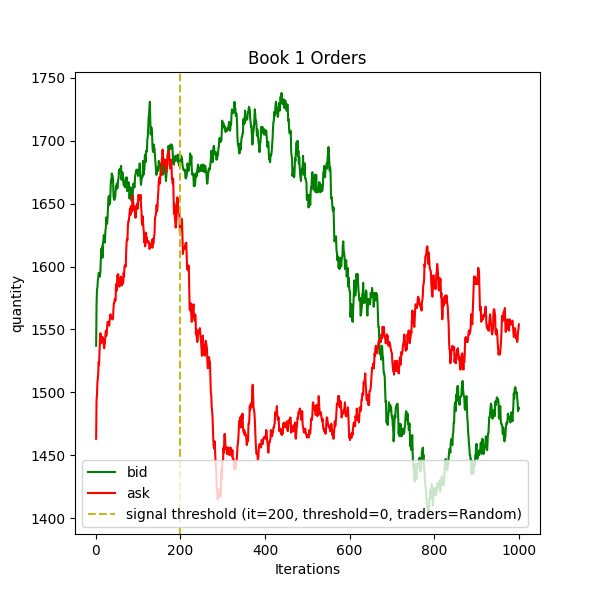 Book 1 Orders
quantity
1750
1700
1650
1600
1550
1500
1450
1400
bid
ask
signal threshold (it=200, threshold=0, traders=Random)
0 200 400 600 800 1000
Iterations